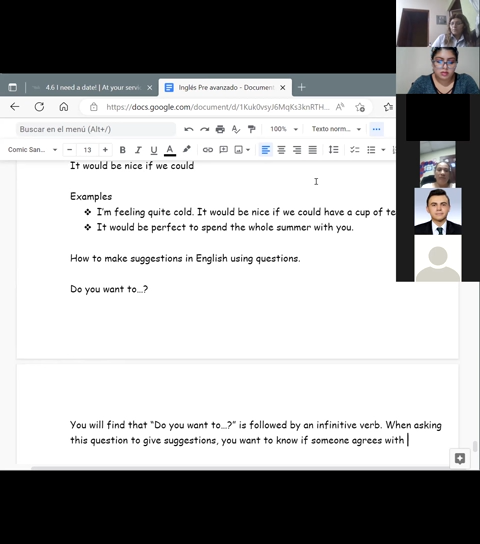 4.6 I need a date! | At your servi
Inglés Pre avanzado - Document
https://docs.google.com/document/d/1Kuk0vsyJ6MqKs3knRTH...
Buscar en el menú (Alt+/)
100%
Texto norm...
Comic San...
13
B I U A
It would be nice if we could
Examples
❖ I'm feeling quite cold. It would be nice if we could have a cup of te
❖ It would be perfect to spend the whole summer with you.
How to make suggestions in English using questions.
Do you want to...?
You will find that "Do you want to...?" is followed by an infinitive verb. When asking
this question to give suggestions, you want to know if someone agrees with